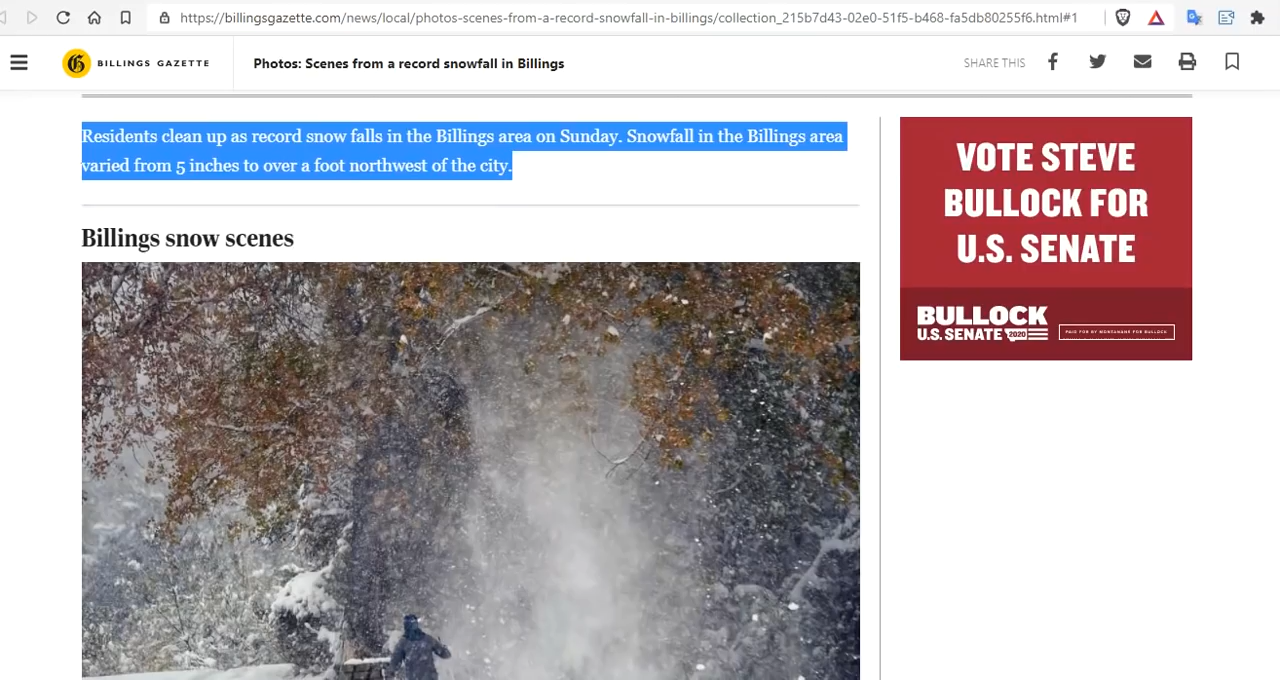 https://billingsgazette.com/news/local/photos-scenes-from-a-record-snowfall-in-billings/collection_215b7d43-02e0-51f5-b468-fa5db80255f6.html#1
BILLINGS GAZETTE
Photos: Scenes from a record snowfall in Billings
SHARE THIS
Residents clean up as record snow falls in the Billings area on Sunday. Snowfall in the Billings area
varied from 5 inches to over a foot northwest of the city.
Billings snow scenes
VOTE STEVE
BULLOCK FOR
U.S. SENATE
BULLOCK
U.S. SENATE 2020
PAID FOR BY MONTANANS FOR BULLOCK